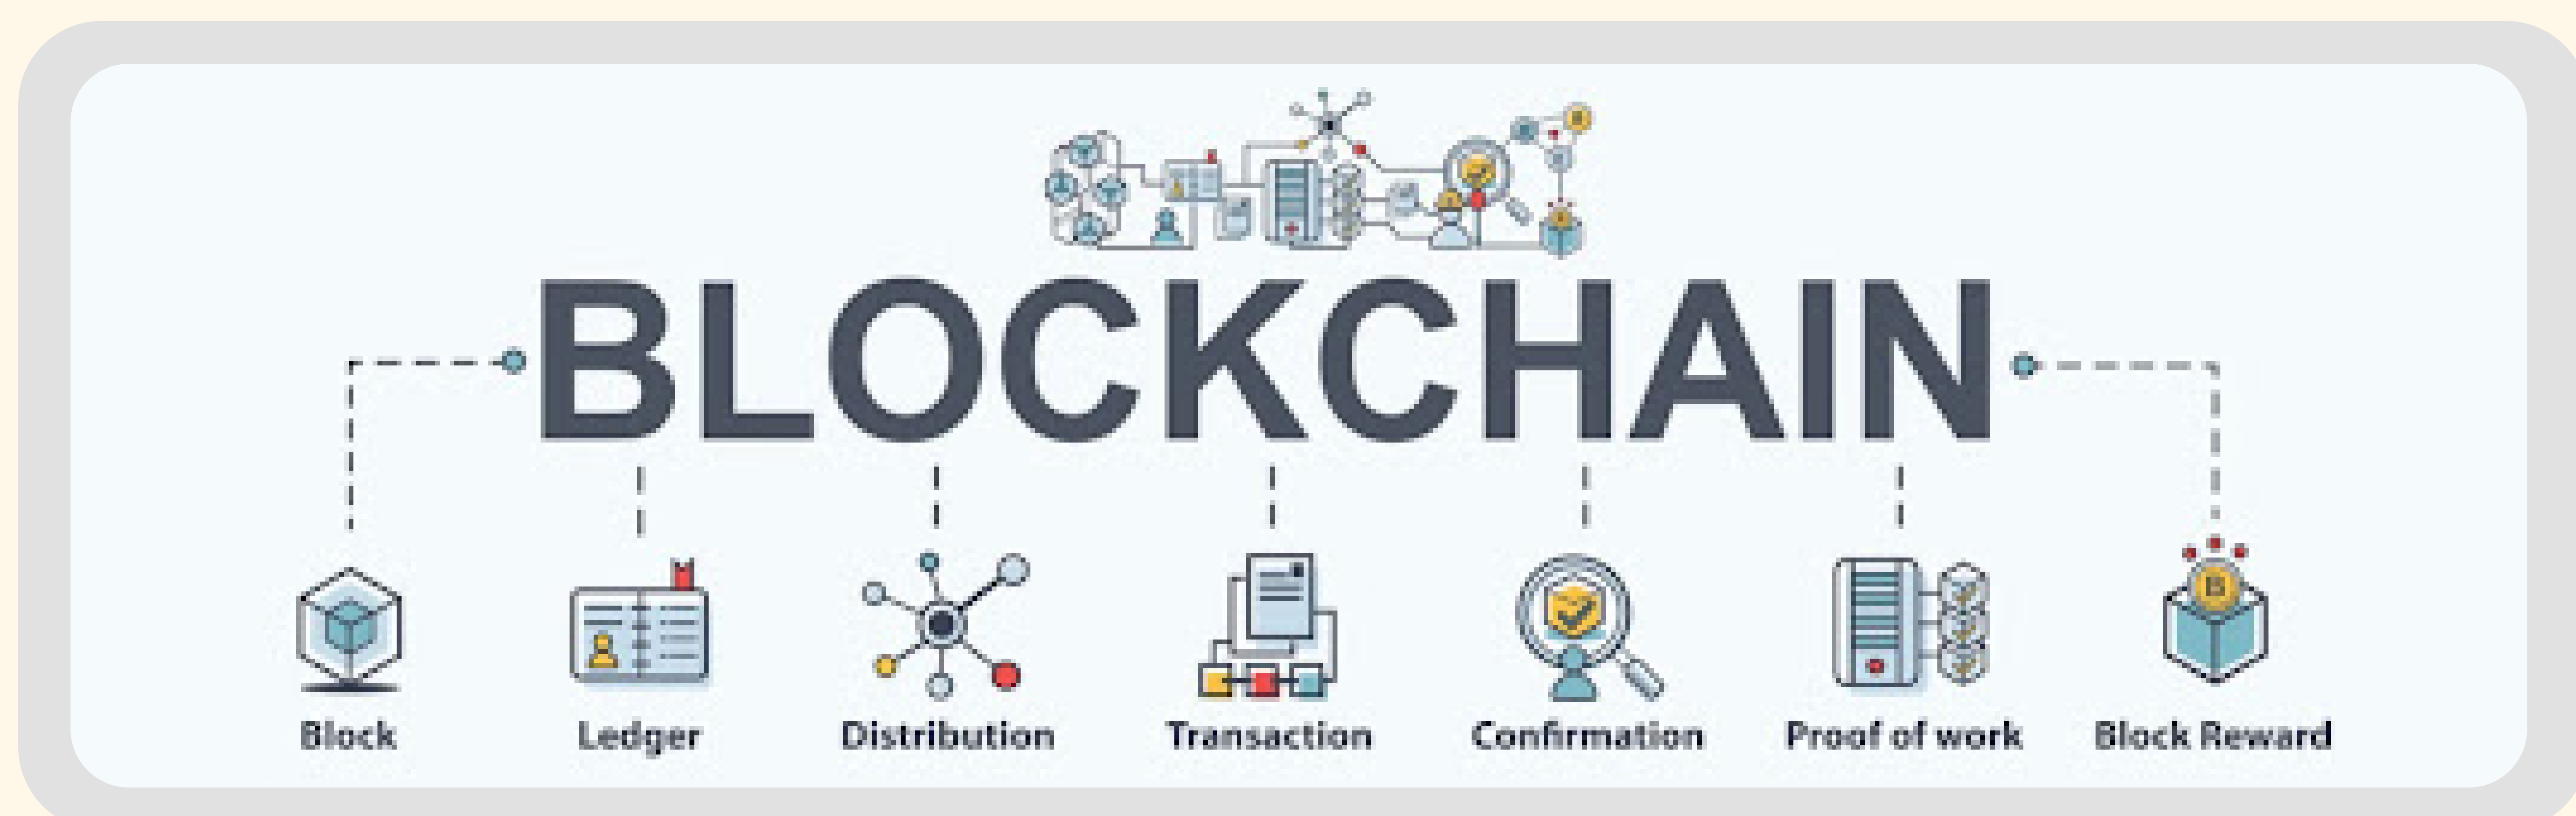 BLOCKCHAIN
Block
Ledger
Distribution
Transaction
Confirmation
Proof of work
Block Reward